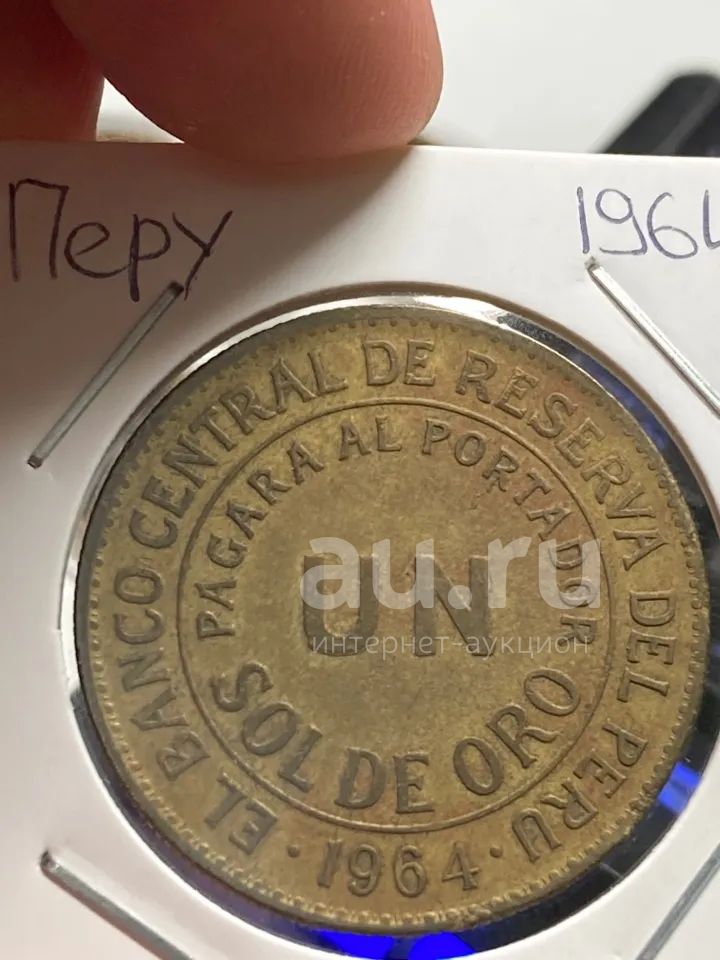 Перу
1964
EL BANCO CENTRAL DE RESERVA DEL PERU
PAGARA AL PORTADOR
UN
SOL DE ORO
· 1964 ·
au.ru
интернет-аукцион